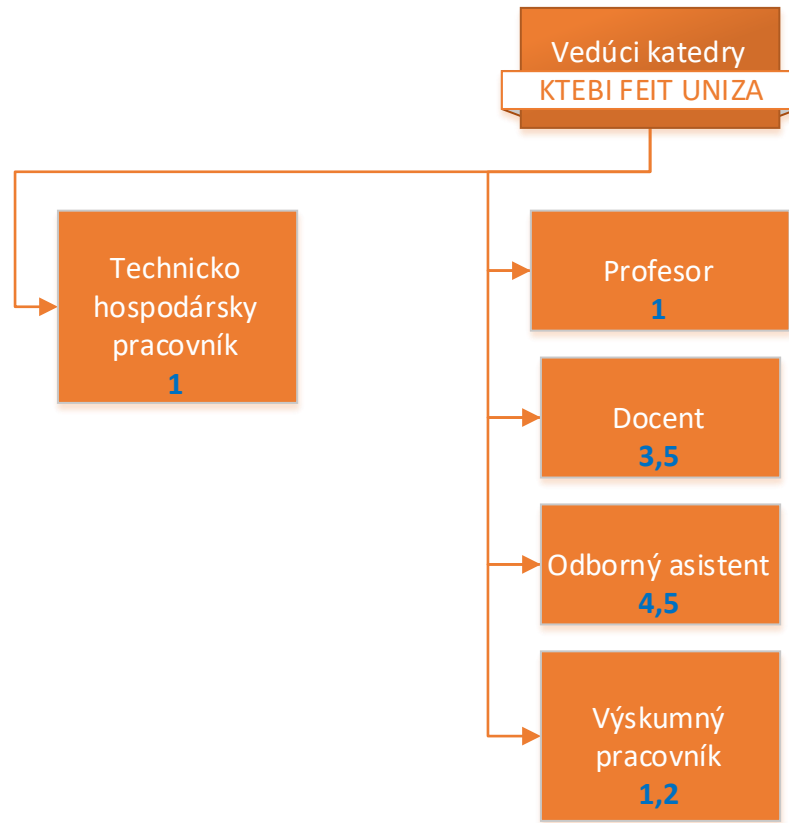 Vedúci katedry
KTEBI FEIT UNIZA
Technicko
hospodársky
pracovník
1
Profesor
1
Docent
3,5
Odborný asistent
4,5
Výskumný
pracovník
1,2